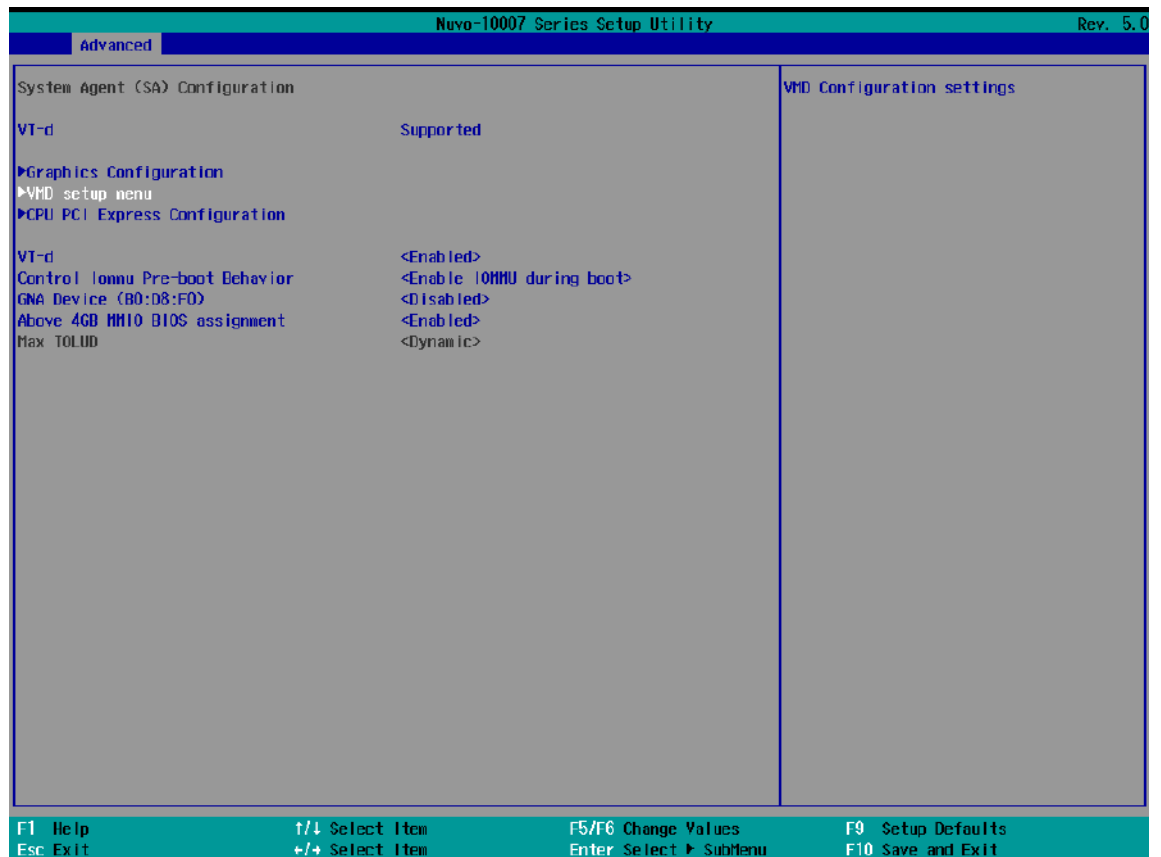 Nuvo-10007 Series Setup Utility Rev. 5.0
Advanced
System Agent (SA) Configuration VMD Configuration settings
VT-d Supported
▶Graphics Configuration
▶VMD setup menu
▶CPU PCI Express Configuration
VT-d <Enabled>
Control Iommu Pre-boot Behavior <Enable IOMMU during boot>
GNA Device (B0:D8:F0) <Disabled>
Above 4GB MMIO BIOS assignment <Enabled>
Max TOLUD <Dynamic>
F1 Help ↑/↓ Select Item F5/F6 Change Values F9 Setup Defaults
Esc Exit ←/→ Select Item Enter Select ▶ SubMenu F10 Save and Exit